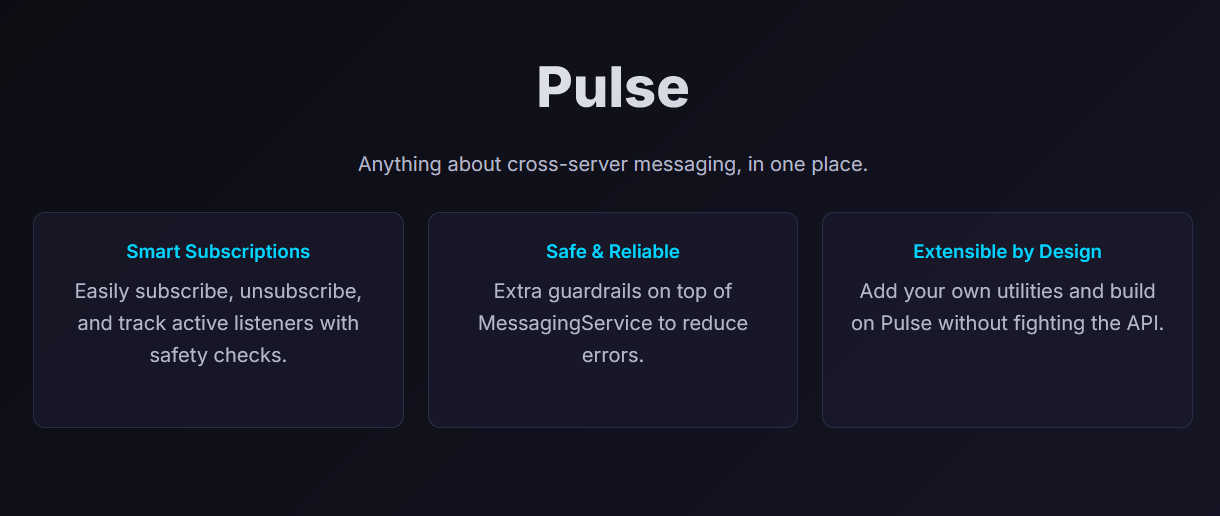 Pulse
Anything about cross-server messaging, in one place.
Smart Subscriptions
Easily subscribe, unsubscribe,
and track active listeners with
safety checks.
Safe & Reliable
Extra guardrails on top of
MessagingService to reduce
errors.
Extensible by Design
Add your own utilities and build
on Pulse without fighting the API.